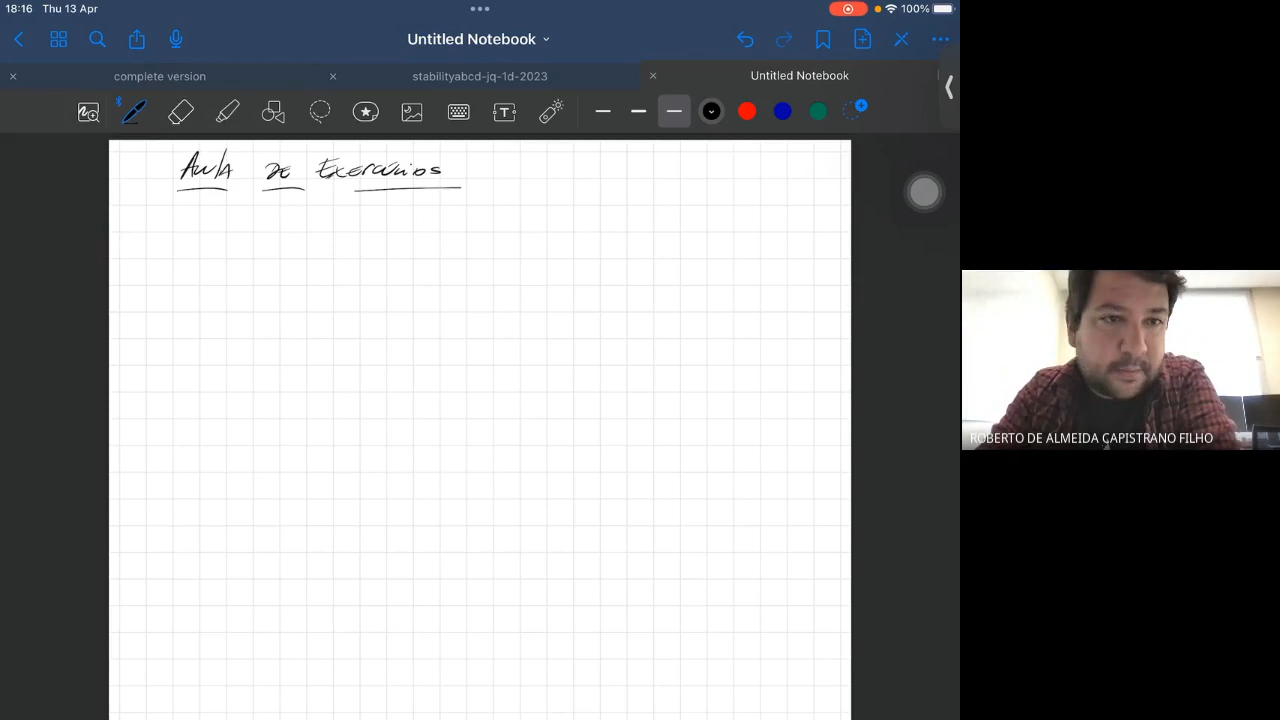 18:16 Thu 13 Apr 100%
Untitled Notebook
complete version
stabilityabcd-jq-1d-2023
Untitled Notebook
Aula de Exercícios
ROBERTO DE ALMEIDA CAPISTRANO FILHO